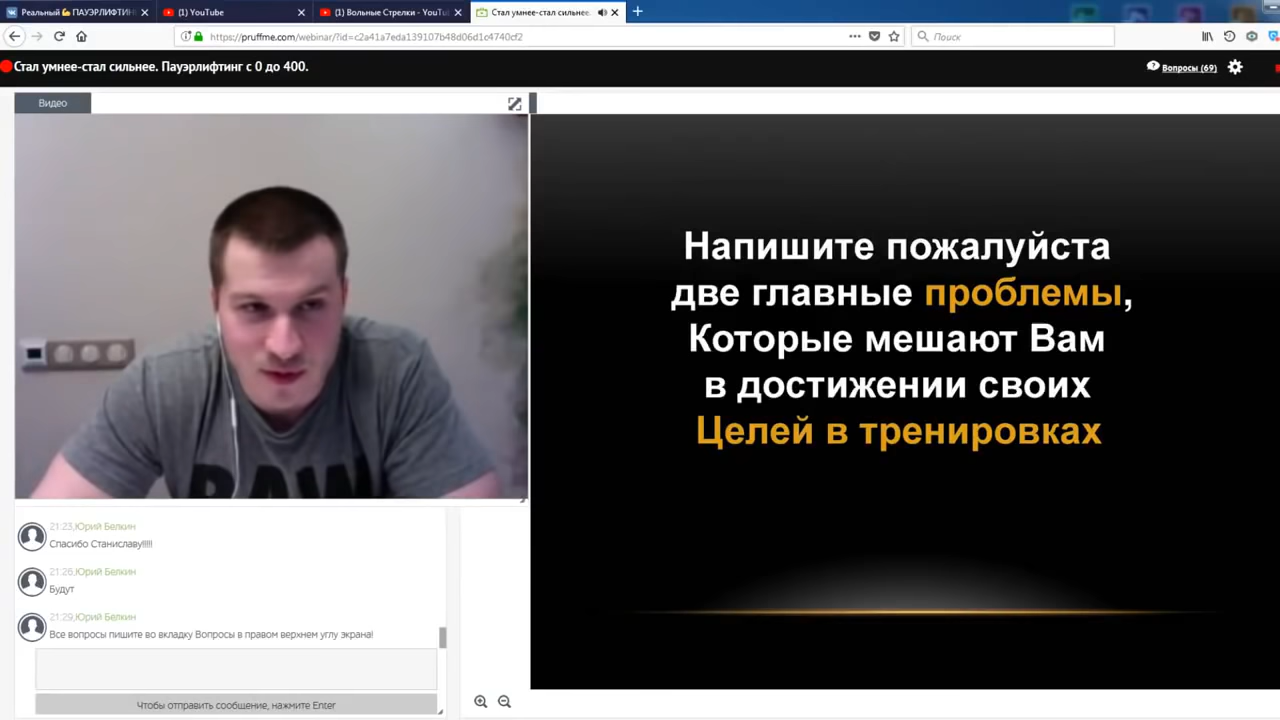 Реальный 💪 ПАУЭРЛИФТИН
(1) YouTube
(1) Вольные Стрелки - YouTu
Стал умнее-стал сильнее.
https://pruffme.com/webinar/?id=c2a41a7eda139107b48d06d1c4740cf2
Поиск
Стал умнее-стал сильнее. Пауэрлифтинг с 0 до 400.
Вопросы (69)
Видео
RAW
Напишите пожалуйста
две главные проблемы,
Которые мешают Вам
в достижении своих
Целей в тренировках
21:23, Юрий Белкин
Спасибо Станиславу!!!!!
21:26, Юрий Белкин
Будут
21:29, Юрий Белкин
Все вопросы пишите во вкладку Вопросы в правом верхнем углу экрана!
Чтобы отправить сообщение, нажмите Enter